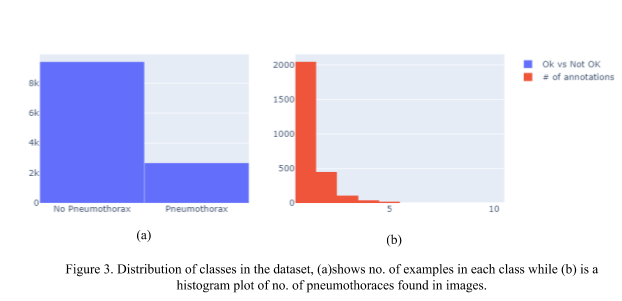 8k
6k
4k
2k
0
No Pneumothorax Pneumothorax
(a)
2000
1500
1000
500
0
5 10
(b)
Ok vs Not OK
# of annotations
Figure 3. Distribution of classes in the dataset, (a)shows no. of examples in each class while (b) is a
histogram plot of no. of pneumothoraces found in images.